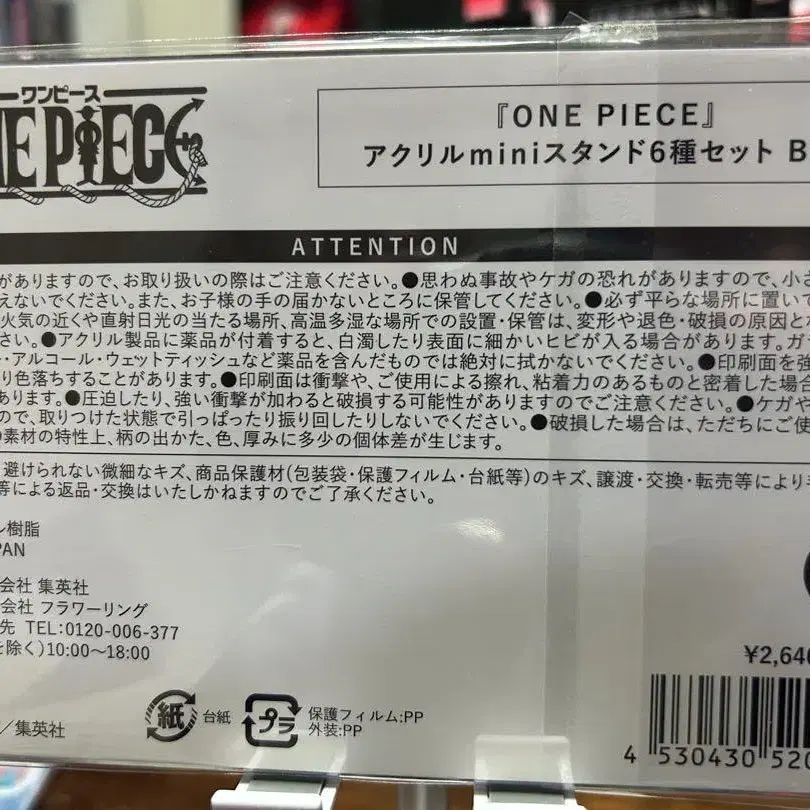 ワンピース
NE PIECE
『ONE PIECE』
アクリルminiスタンド6種セット B
ATTENTION
がありますので、お取り扱いの際はご注意ください。●思わぬ事故やケガの恐れがありますので、小さ
えないでください。また、お子様の手の届かないところに保管してください。●必ず平らな場所に置いて
火気の近くや直射日光の当たる場所、高温多湿な場所での設置・保管は、変形や退色・破損の原因とな
さい。●アクリル製品に薬品が付着すると、白濁したり表面に細かいヒビが入る場合があります。ガラ
・アルコール・ウェットティッシュなど薬品を含んだものでは絶対に拭かないでください。●印刷面を強
り色落ちすることがあります。●印刷面は衝撃や、ご使用による擦れ、粘着力のあるものと密着した場合
あります。●圧迫したり、強い衝撃が加わると破損する可能性がありますのでご注意ください。●ケガや
ので、取りつけた状態で引っぱったり振り回したりしないでください。●破損した場合は、ただちにご使
素材の特性上、柄の出かた、色、厚みに多少の個体差が生じます。
避けられない微細なキズ、商品保護材(包装袋・保護フィルム・台紙等)のキズ、譲渡・交換・転売等により
等による返品・交換はいたしかねますのでご了承ください。
ル樹脂
PAN
会社 集英社
会社 フラワーリング
先 TEL:0120-006-377
を除く)10:00〜18:00
¥2,640
紙 台紙
プラ 保護フィルム:PP
外装:PP
/集英社
4 530430 520